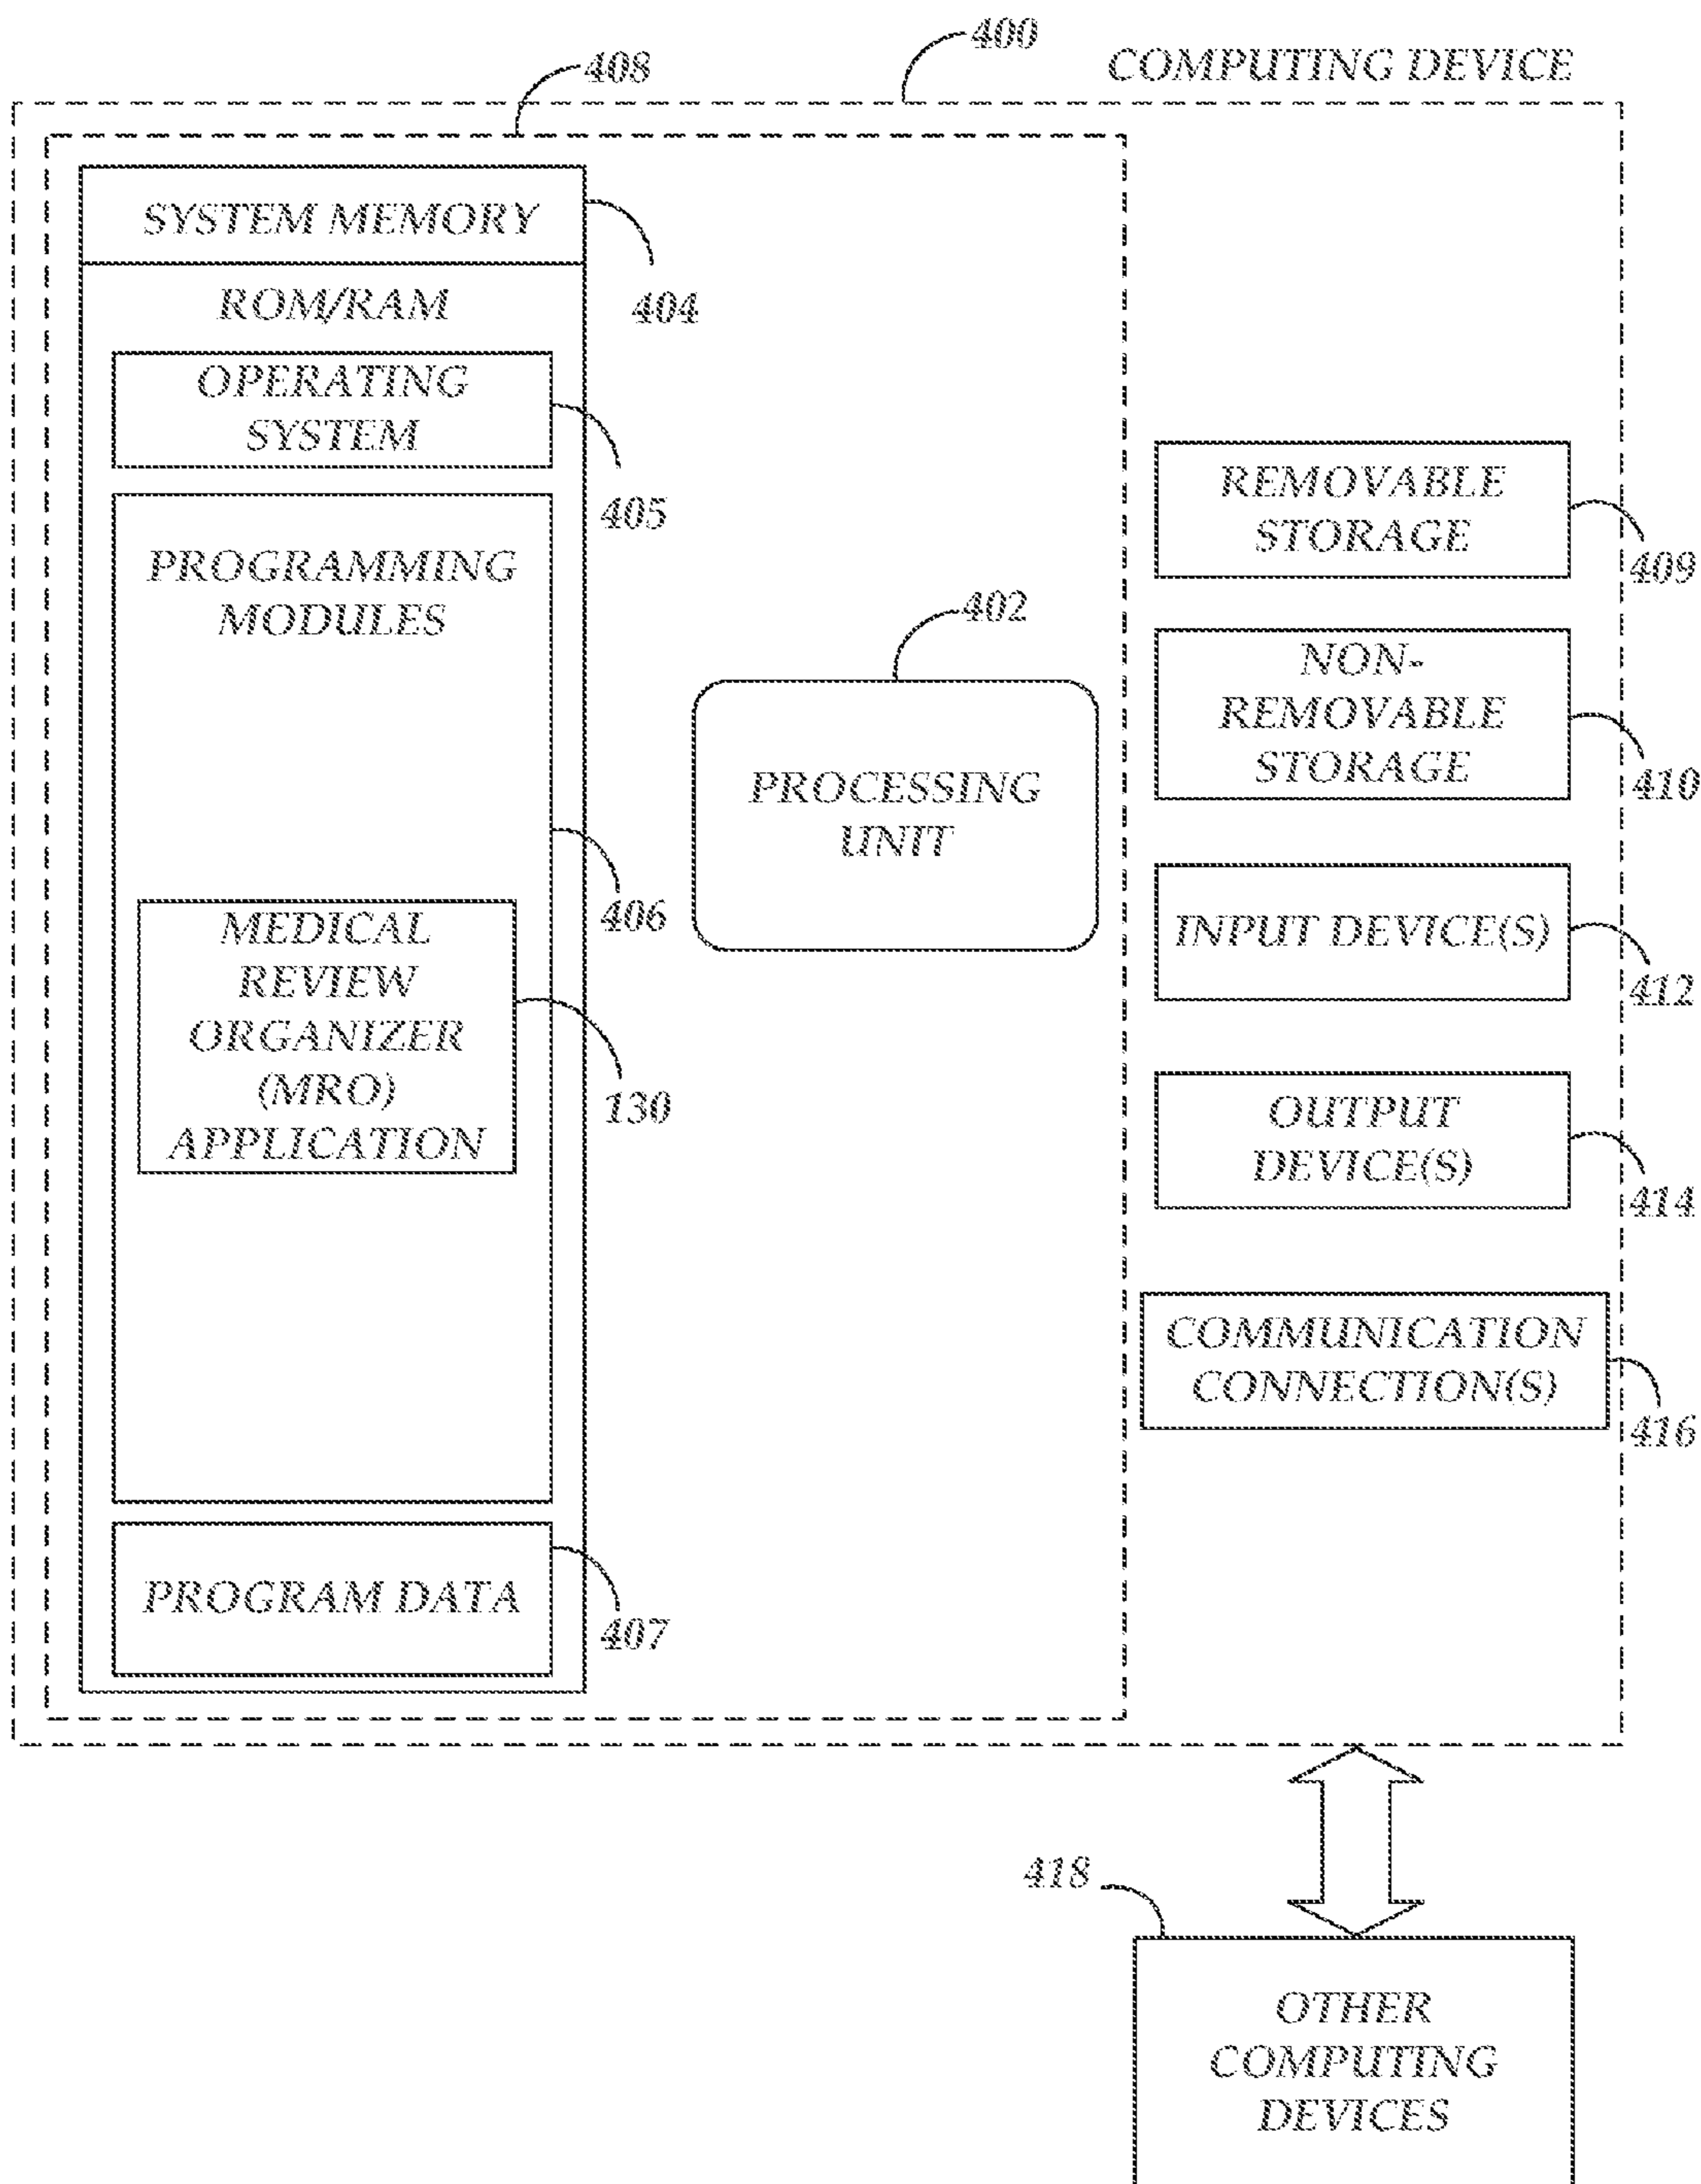 400
COMPUTING DEVICE
408
SYSTEM MEMORY
404
ROM/RAM
OPERATING
SYSTEM
405
PROGRAMMING
MODULES
406
MEDICAL
REVIEW
ORGANIZER
(MRO)
APPLICATION
130
PROGRAM DATA
407
402
PROCESSING
UNIT
REMOVABLE
STORAGE
409
NON-
REMOVABLE
STORAGE
410
INPUT DEVICE(S)
412
OUTPUT
DEVICE(S)
414
COMMUNICATION
CONNECTION(S)
416
418
OTHER
COMPUTING
DEVICES